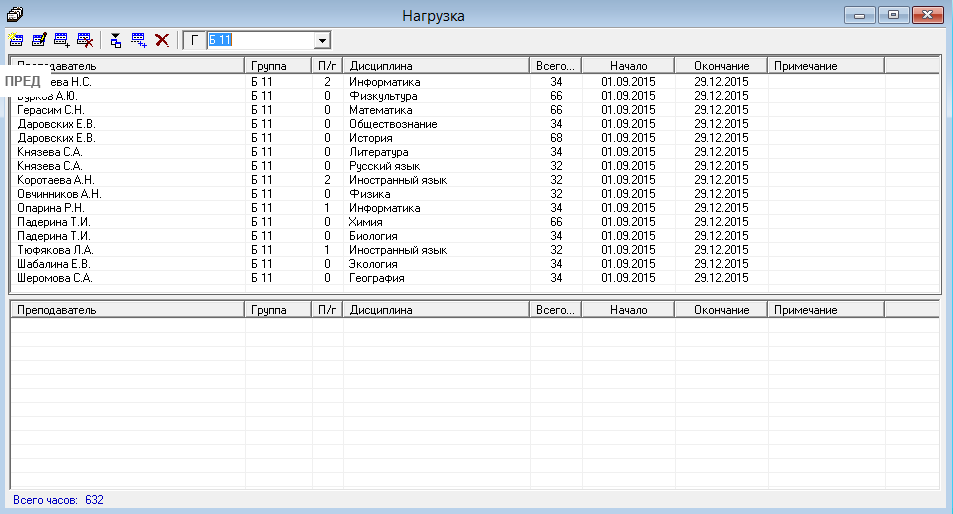 Нагрузка
Г Б 11
Преподаватель Группа П/г Дисциплина Всего... Начало Окончание Примечание
ПРЕД
Н.С. Б 11 2 Информатика 34 01.09.2015 29.12.2015
Бурков А.Ю. Б 11 0 Физкультура 66 01.09.2015 29.12.2015
Герасим С.Н. Б 11 0 Математика 66 01.09.2015 29.12.2015
Даровских Е.В. Б 11 0 Обществознание 34 01.09.2015 29.12.2015
Даровских Е.В. Б 11 0 История 68 01.09.2015 29.12.2015
Князева С.А. Б 11 0 Литература 34 01.09.2015 29.12.2015
Князева С.А. Б 11 0 Русский язык 32 01.09.2015 29.12.2015
Коротаева А.Н. Б 11 2 Иностранный язык 32 01.09.2015 29.12.2015
Овчинников А.Н. Б 11 0 Физика 32 01.09.2015 29.12.2015
Опарина Р.Н. Б 11 1 Информатика 34 01.09.2015 29.12.2015
Падерина Т.И. Б 11 0 Химия 66 01.09.2015 29.12.2015
Падерина Т.И. Б 11 0 Биология 34 01.09.2015 29.12.2015
Тюфякова Л.А. Б 11 1 Иностранный язык 32 01.09.2015 29.12.2015
Шабалина Е.В. Б 11 0 Экология 34 01.09.2015 29.12.2015
Шеромова С.А. Б 11 0 География 34 01.09.2015 29.12.2015
Преподаватель Группа П/г Дисциплина Всего... Начало Окончание Примечание
Всего часов: 632